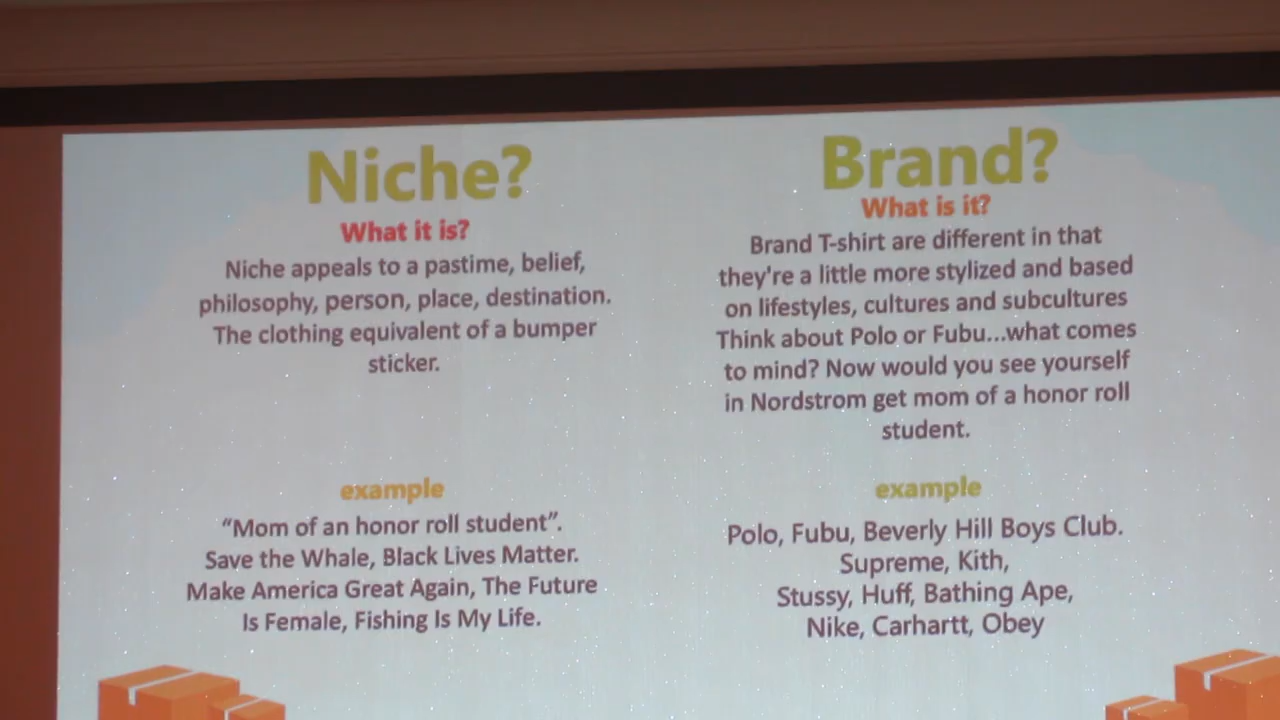 Niche?
What it is?
Niche appeals to a pastime, belief,
philosophy, person, place, destination.
The clothing equivalent of a bumper
sticker.
example
“Mom of an honor roll student”.
Save the Whale, Black Lives Matter.
Make America Great Again, The Future
Is Female, Fishing Is My Life.
Brand?
What is it?
Brand T-shirt are different in that
they're a little more stylized and based
on lifestyles, cultures and subcultures
Think about Polo or Fubu...what comes
to mind? Now would you see yourself
in Nordstrom get mom of a honor roll
student.
example
Polo, Fubu, Beverly Hill Boys Club.
Supreme, Kith,
Stussy, Huff, Bathing Ape,
Nike, Carhartt, Obey